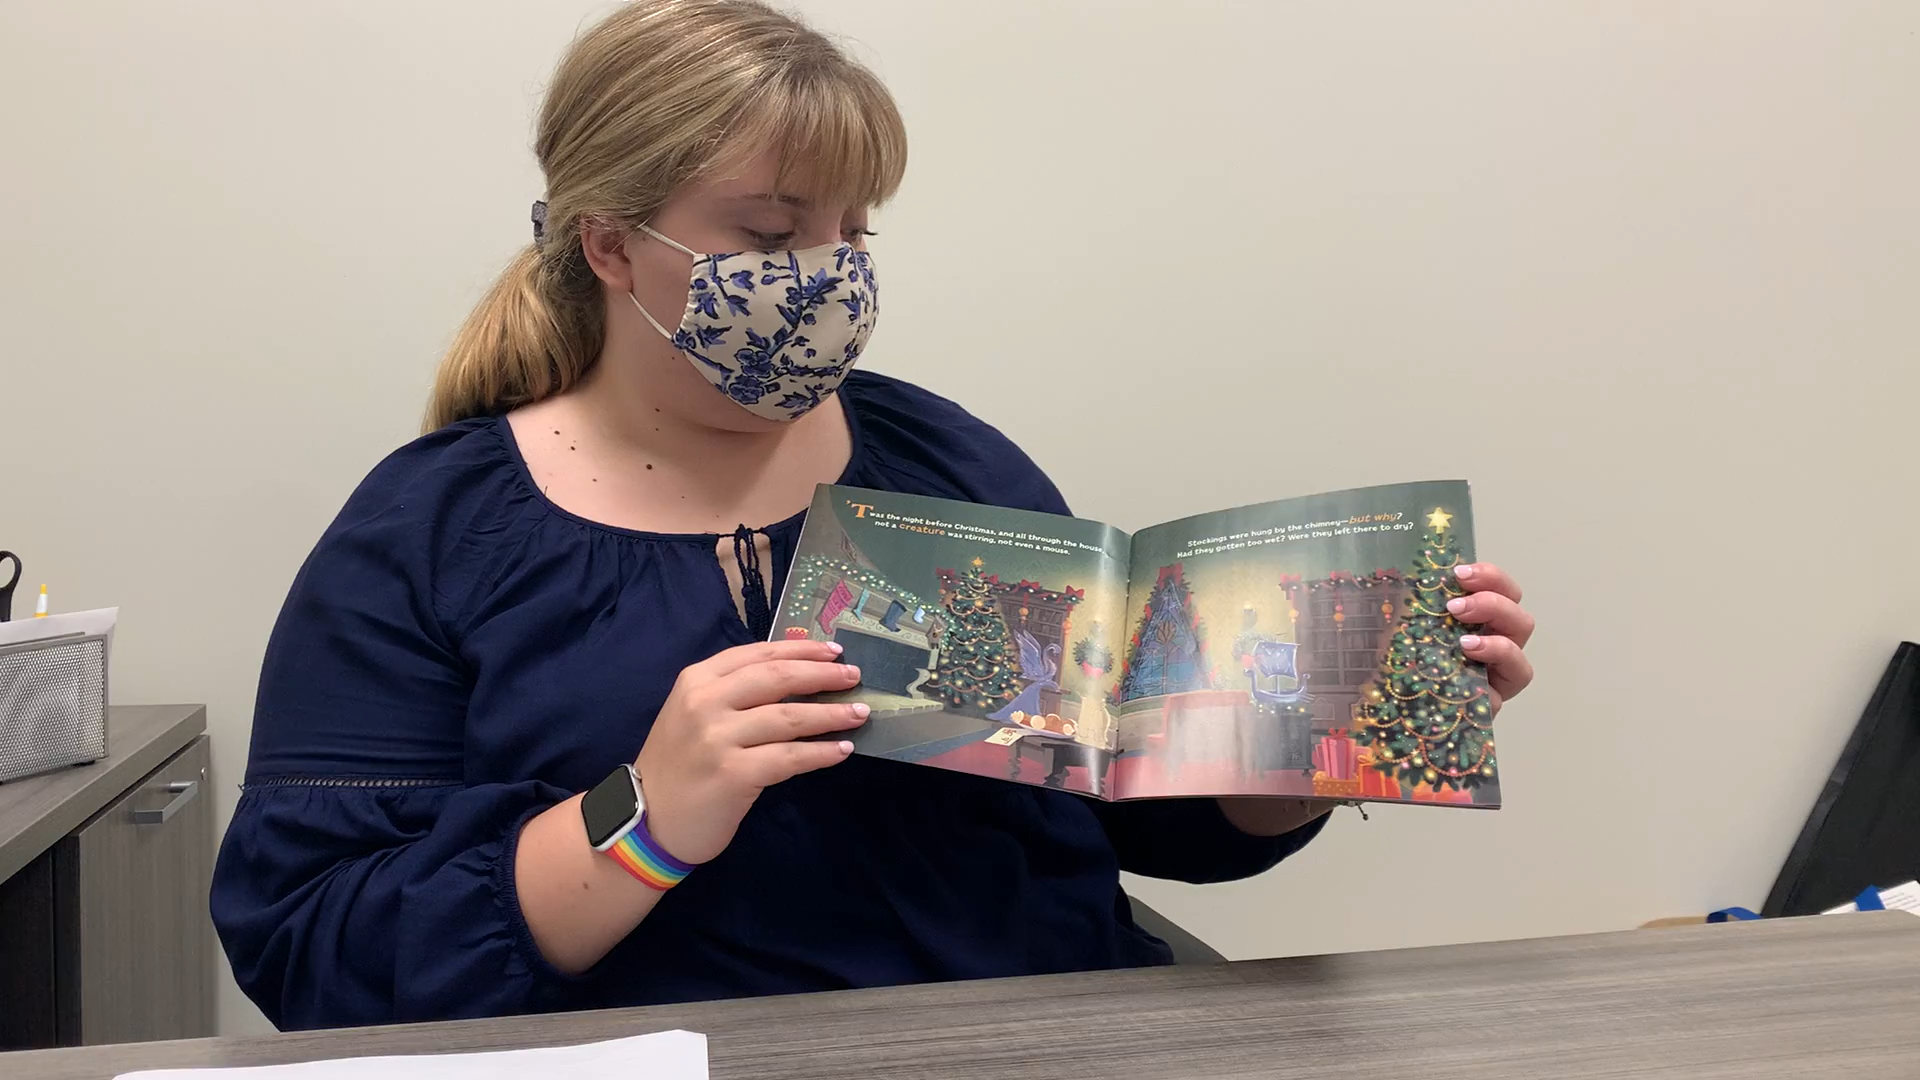 'Twas the night before Christmas, and all through the house,
not a creature was stirring, not even a mouse.
Stockings were hung by the chimney—but why?
Had they gotten too wet? Were they left there to dry?